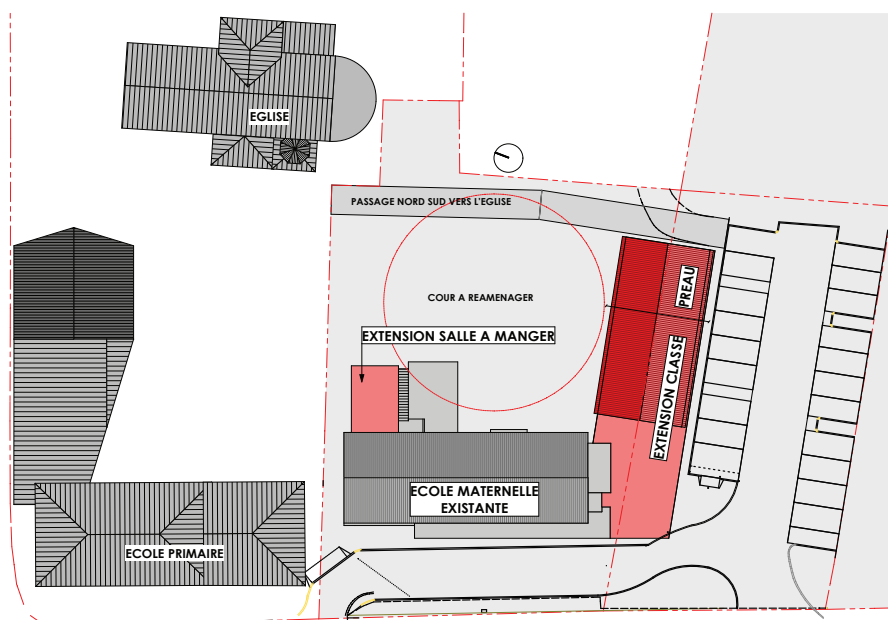 EGLISE
PASSAGE NORD SUD VERS L'EGLISE
PREAU
COUR A REAMENAGER
EXTENSION SALLE A MANGER
EXTENSION CLASSE
ECOLE MATERNELLE
EXISTANTE
ECOLE PRIMAIRE